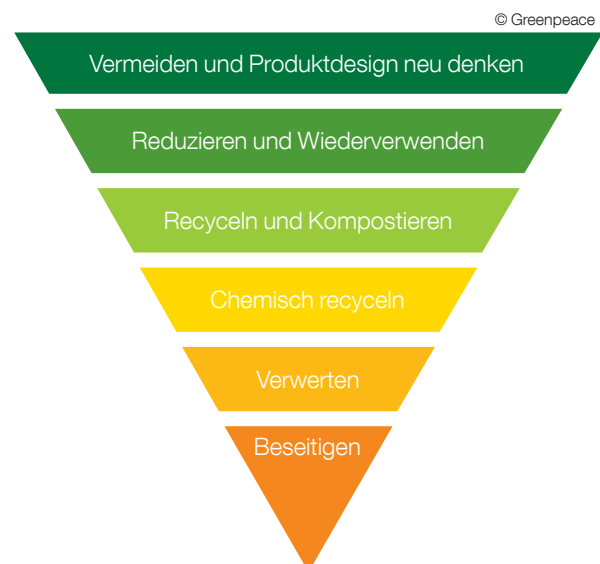 © Greenpeace
Vermeiden und Produktdesign neu denken
Reduzieren und Wiederverwenden
Recyceln und Kompostieren
Chemisch recyceln
Verwerten
Beseitigen